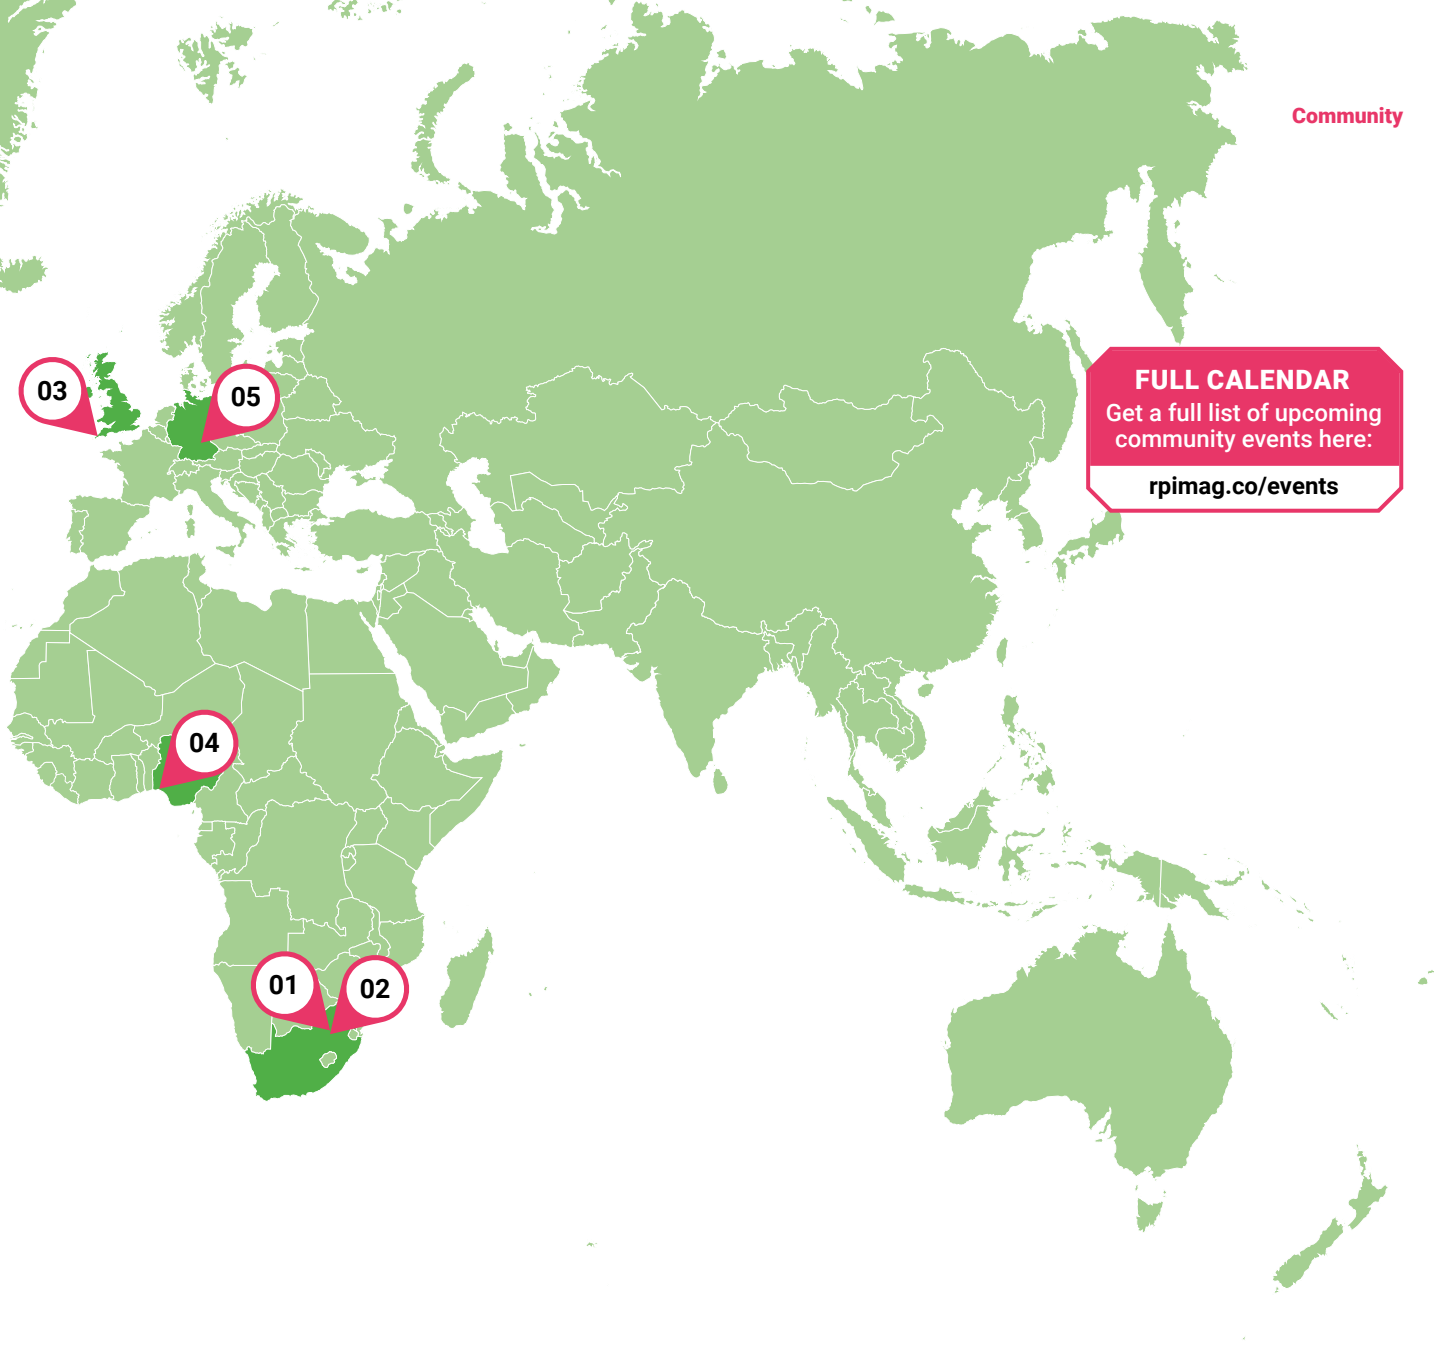 Community
03
05
FULL CALENDAR
Get a full list of upcoming
community events here:
rpimag.co/events
04
01
02